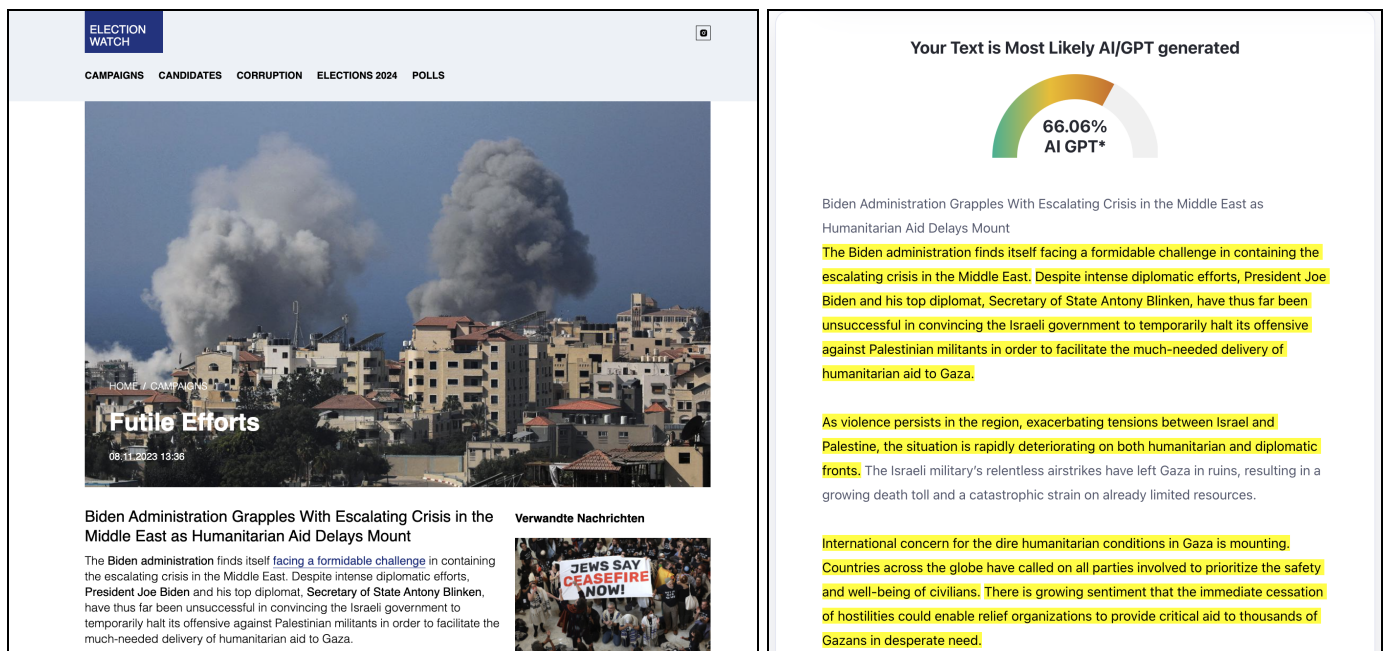 ELECTION
WATCH
CAMPAIGNS CANDIDATES CORRUPTION ELECTIONS 2024 POLLS
HOME / CAMPAIGNS
Futile Efforts
08.11.2023 13:36
Biden Administration Grapples With Escalating Crisis in the
Middle East as Humanitarian Aid Delays Mount
The Biden administration finds itself facing a formidable challenge in containing
the escalating crisis in the Middle East. Despite intense diplomatic efforts,
President Joe Biden and his top diplomat, Secretary of State Antony Blinken,
have thus far been unsuccessful in convincing the Israeli government to
temporarily halt its offensive against Palestinian militants in order to facilitate the
much-needed delivery of humanitarian aid to Gaza.
Verwandte Nachrichten
JEWS SAY
CEASEFIRE
NOW!
Your Text is Most Likely AI/GPT generated
66.06%
AI GPT*
Biden Administration Grapples With Escalating Crisis in the Middle East as
Humanitarian Aid Delays Mount
The Biden administration finds itself facing a formidable challenge in containing the
escalating crisis in the Middle East. Despite intense diplomatic efforts, President Joe
Biden and his top diplomat, Secretary of State Antony Blinken, have thus far been
unsuccessful in convincing the Israeli government to temporarily halt its offensive
against Palestinian militants in order to facilitate the much-needed delivery of
humanitarian aid to Gaza.
As violence persists in the region, exacerbating tensions between Israel and
Palestine, the situation is rapidly deteriorating on both humanitarian and diplomatic
fronts. The Israeli military's relentless airstrikes have left Gaza in ruins, resulting in a
growing death toll and a catastrophic strain on already limited resources.
International concern for the dire humanitarian conditions in Gaza is mounting.
Countries across the globe have called on all parties involved to prioritize the safety
and well-being of civilians. There is growing sentiment that the immediate cessation
of hostilities could enable relief organizations to provide critical aid to thousands of
Gazans in desperate need.